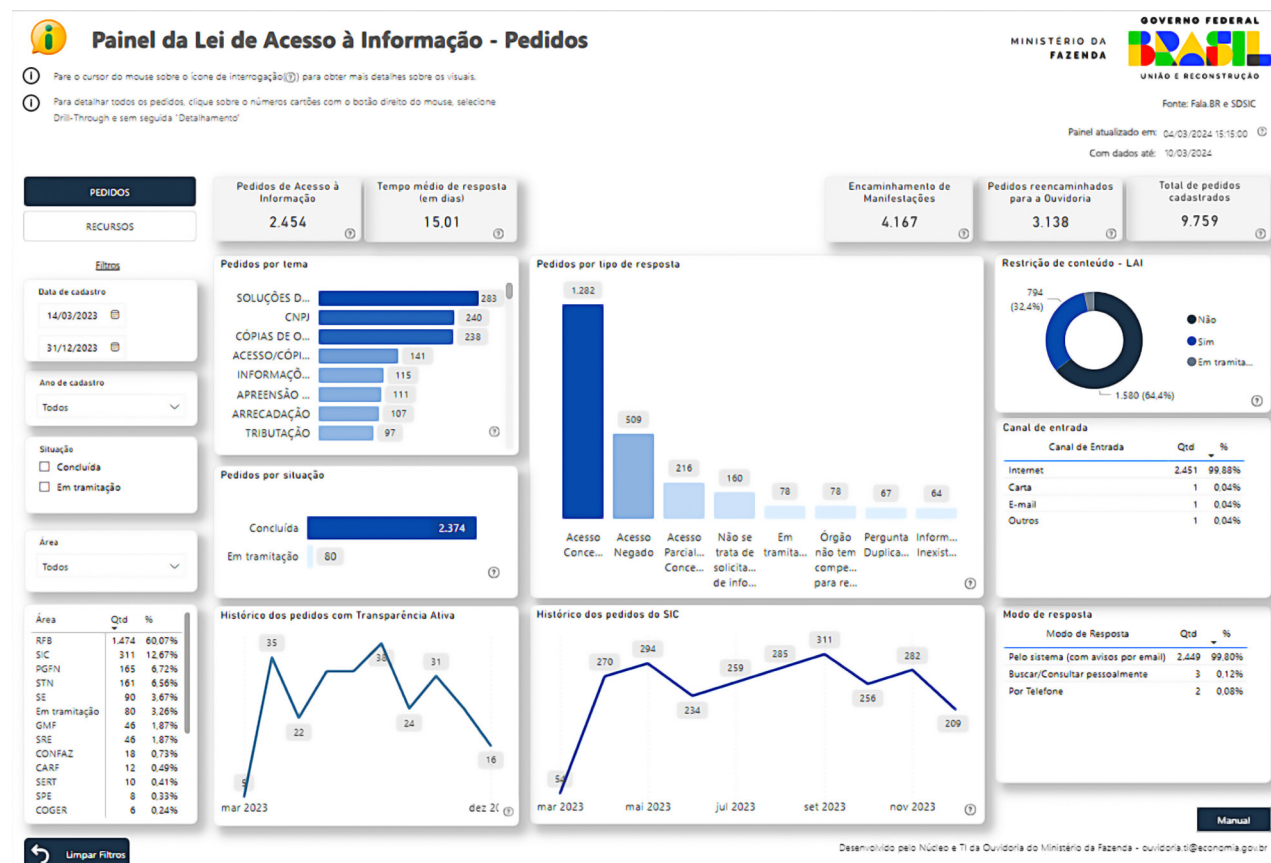 Painel da Lei de Acesso à Informação - Pedidos
Pare o cursor do mouse sobre o ícone de interrogação(?)) para obter mais detalhes sobre os visuais.
Para detalhar todos os pedidos, clique sobre o números cartões com o botão direito do mouse, selecione
Drill-Through e sem seguida "Detalhamento"
MINISTÉRIO DA
FAZENDA
GOVERNO FEDERAL
BRASIL
UNIÃO E RECONSTRUÇÃO
Fonte: Fala.BR e SDSIC
Painel atualizado em: 04/03/2024 15:15:00
Com dados até: 10/03/2024
PEDIDOS
RECURSOS
Pedidos de Acesso à
Informação
2.454
Tempo médio de resposta
(em dias)
15,01
Encaminhamento de
Manifestações
4.167
Pedidos reencaminhados
para a Ouvidoria
3.138
Total de pedidos
cadastrados
9.759
Filtros
Data de cadastro
14/03/2023
31/12/2023
Ano de cadastro
Todos
Situação
Concluída
Em tramitação
Área
Todos
Área Qtd %
RFB 1.474 60,07%
SIC 311 12,67%
PGFN 165 6,72%
STN 161 6,56%
SE 90 3,67%
Em tramitação 80 3,26%
GMF 46 1,87%
SRE 46 1,87%
CONFAZ 18 0,73%
CARF 12 0,49%
SERT 10 0,41%
SPE 8 0,33%
COGER 6 0,24%
Limpar Filtros
Pedidos por tema
SOLUÇÕES D... 283
CNPJ 240
CÓPIAS DE O... 238
ACESSO/CÓPI... 141
INFORMAÇÕ... 115
APREENSÃO ... 111
ARRECADAÇÃO 107
TRIBUTAÇÃO 97
Pedidos por situação
Concluída 2.374
Em tramitação 80
Histórico dos pedidos com Transparência Ativa
35
38
31
22
24
16
5
mar 2023 dez 2(
Pedidos por tipo de resposta
1.282
509
216
160
78
78
67
64
Acesso
Conce...
Acesso
Negado
Acesso
Parcial...
Conce...
Não se
trata de
solicita...
de info...
Em
tramita...
Órgão
não tem
compe...
para re...
Pergunta
Duplica...
Inform...
Inexist...
Histórico dos pedidos do SIC
54
270
294
234
259
285
311
256
282
209
mar 2023 mai 2023 jul 2023 set 2023 nov 2023
Restrição de conteúdo - LAI
794
(32,4%)
1.580 (64,4%)
Não
Sim
Em tramita...
Canal de entrada
Canal de Entrada Qtd %
Internet 2.451 99,88%
Carta 1 0,04%
E-mail 1 0,04%
Outros 1 0,04%
Modo de resposta
Modo de Resposta Qtd %
Pelo sistema (com avisos por email) 2.449 99,80%
Buscar/Consultar pessoalmente 3 0,12%
Por Telefone 2 0,08%
Manual
Desenvolvido pelo Núcleo e TI da Ouvidoria do Ministério da Fazenda - ouvidoria.ti@economia.gov.br